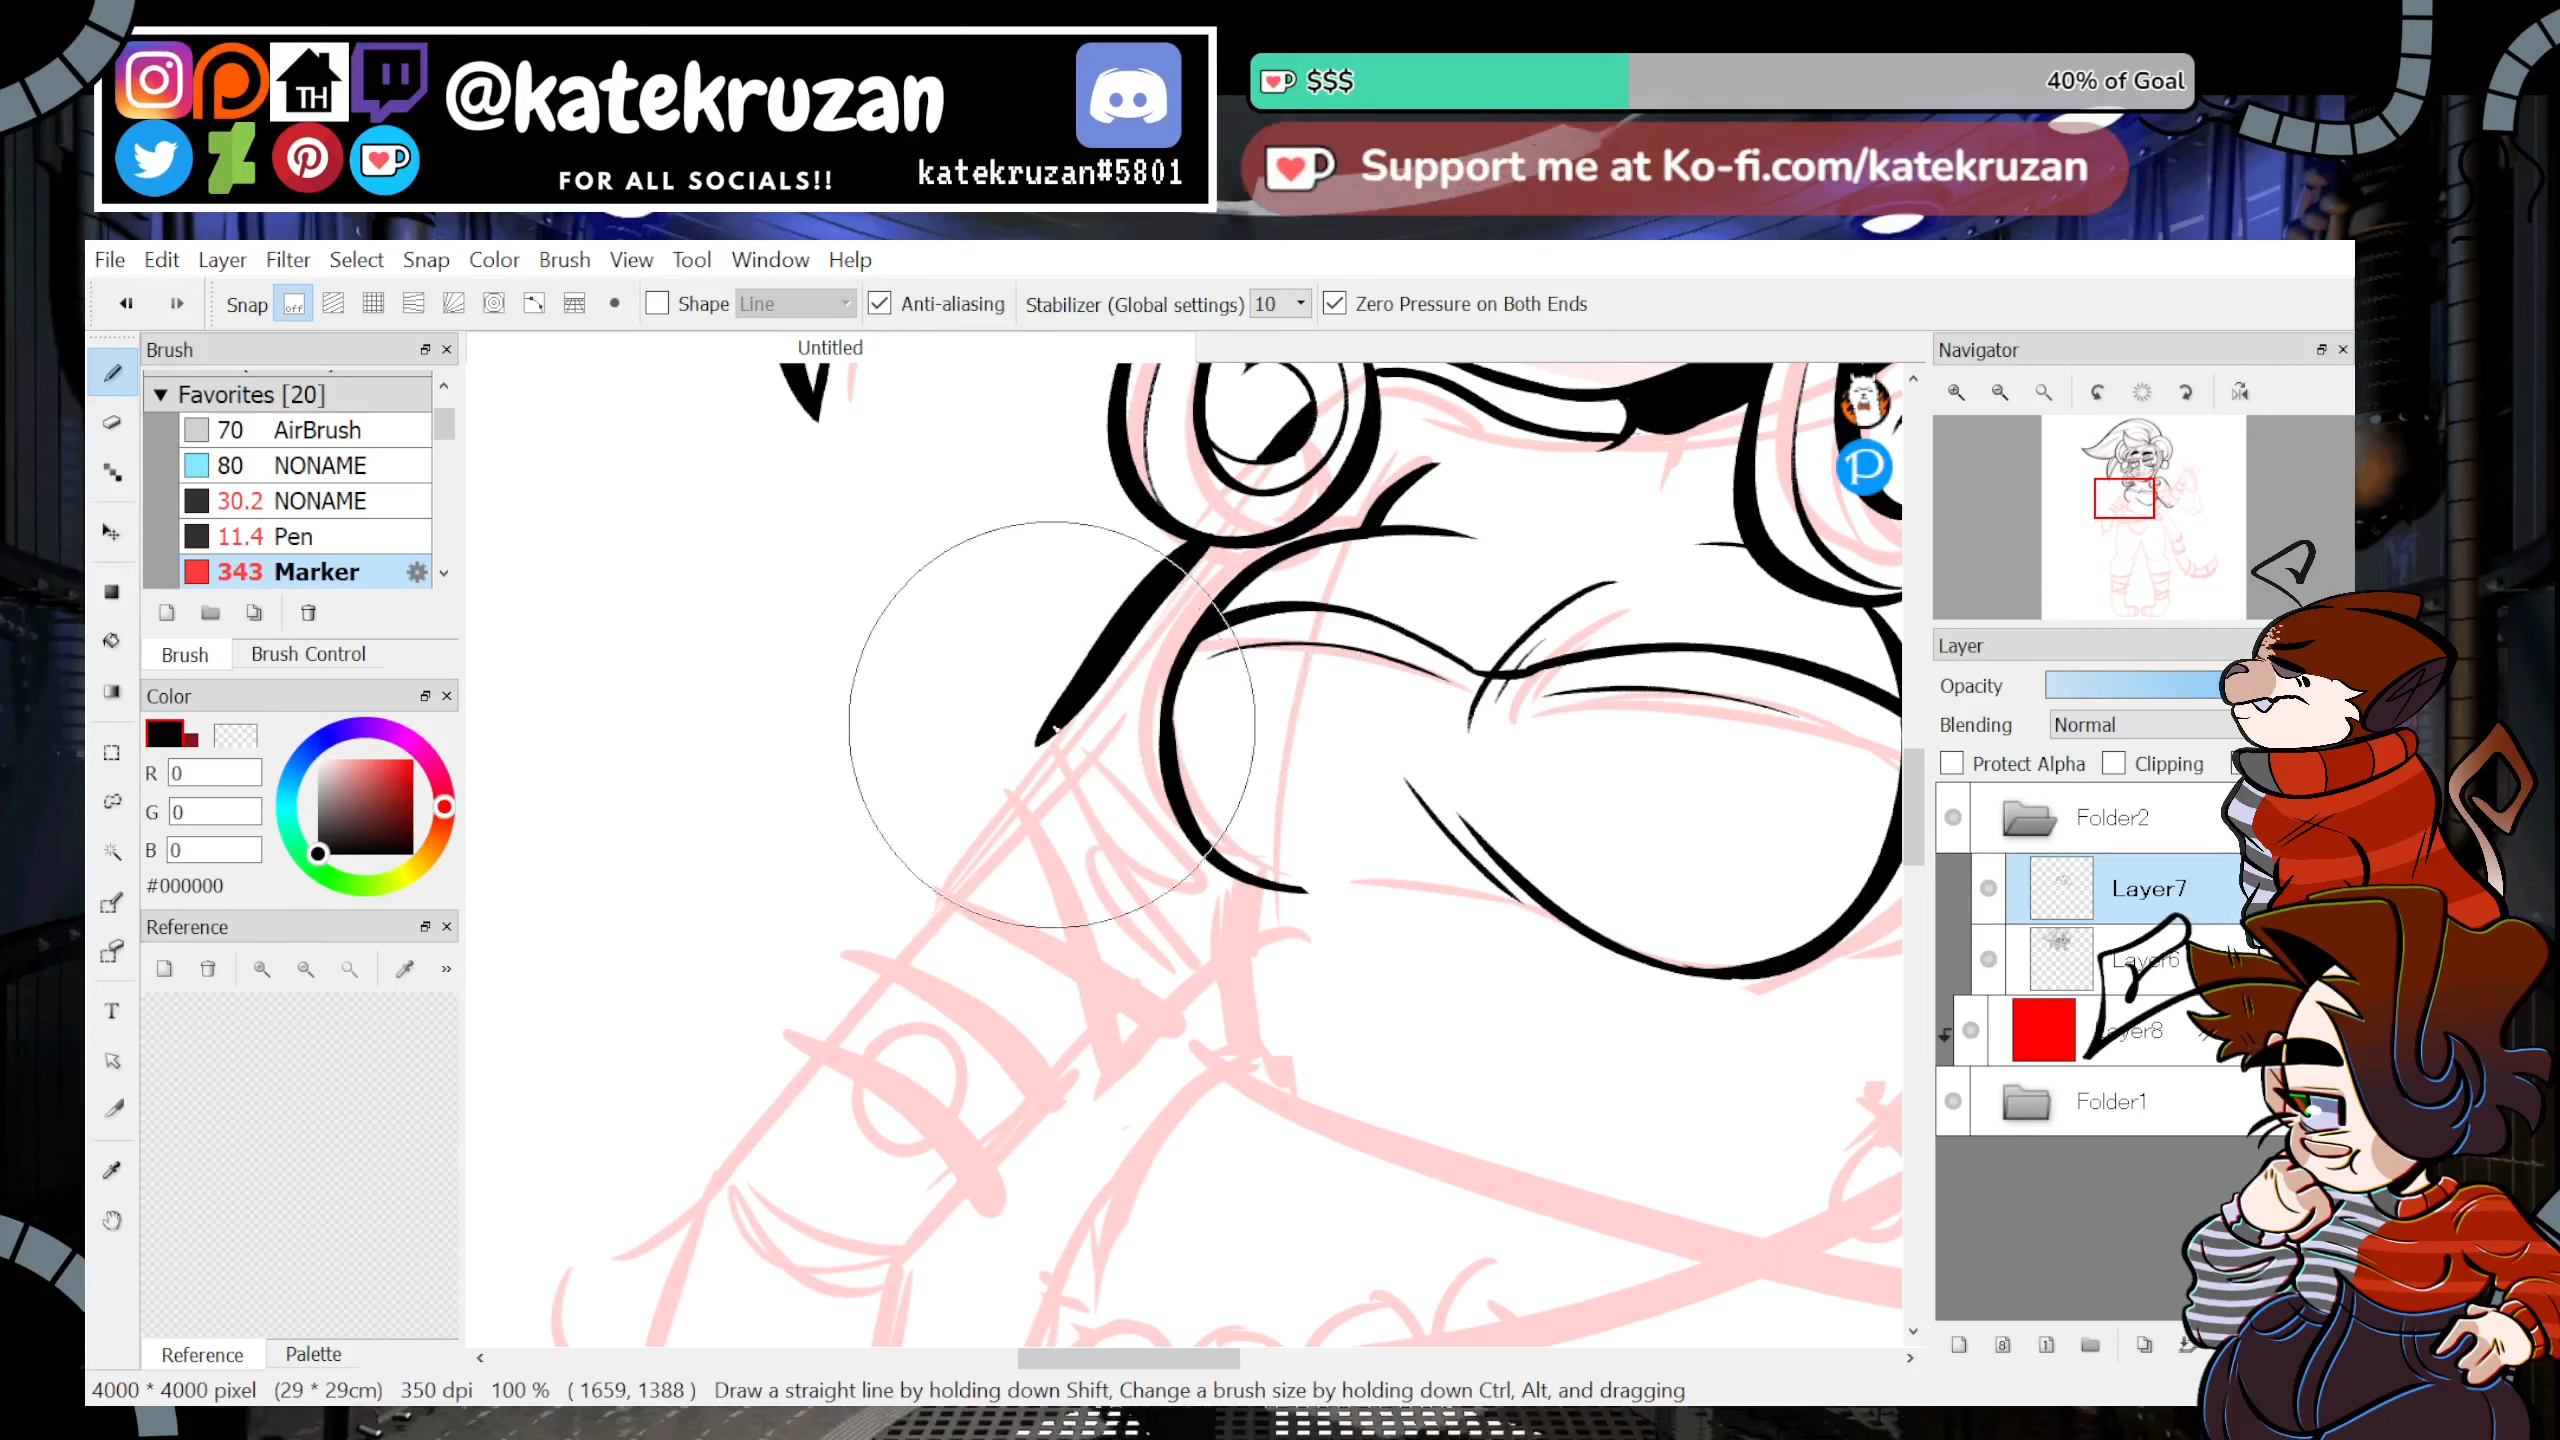 TH
@katekruzan
FOR ALL SOCIALS!!
katekruzan#5801
$$$
40% of Goal
Support me at Ko-fi.com/katekruzan
File Edit Layer Filter Select Snap Color Brush View Tool Window Help
Snap off Shape Line Anti-aliasing Stabilizer (Global settings) 10 Zero Pressure on Both Ends
Brush
Untitled
Navigator
Favorites [20]
70 AirBrush
80 NONAME
30.2 NONAME
11.4 Pen
343 Marker
Brush Brush Control
Color
R 0
G 0
B 0
#000000
Reference
T
Reference Palette
Layer
Opacity
Blending Normal
Protect Alpha Clipping
Folder2
Layer7
Layer6
Layer8
Folder1
4000 * 4000 pixel (29 * 29cm) 350 dpi 100 % ( 1659, 1388 ) Draw a straight line by holding down Shift, Change a brush size by holding down Ctrl, Alt, and dragging